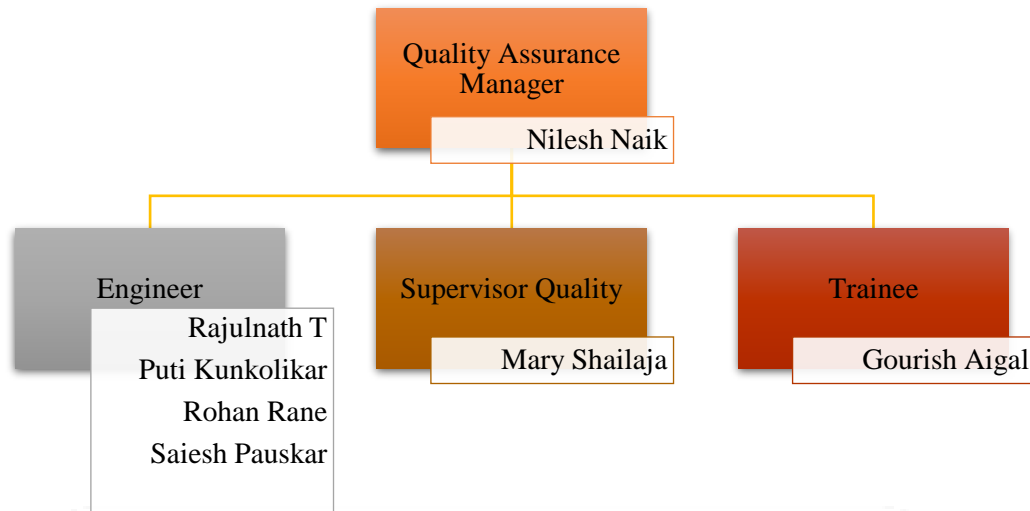 Quality Assurance
Manager
Nilesh Naik
Engineer
Rajulnath T
Puti Kunkolikar
Rohan Rane
Saiesh Pauskar
Supervisor Quality
Mary Shailaja
Trainee
Gourish Aigal